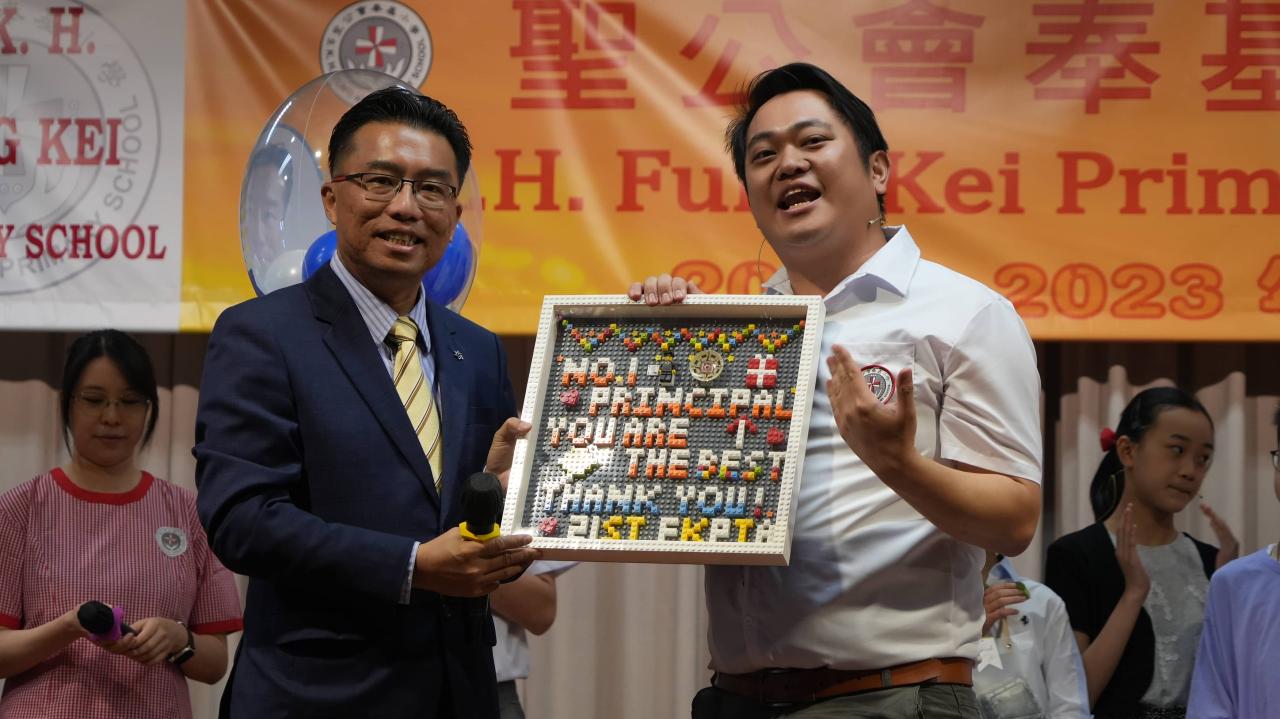 K. H.
G KEI
Y SCHOOL
聖公會奉基
.H. Fu Kei Prim
2023
NO.1
PRINCIPAL
YOU ARE
THE BEST
THANK YOU!
21ST FKPTA